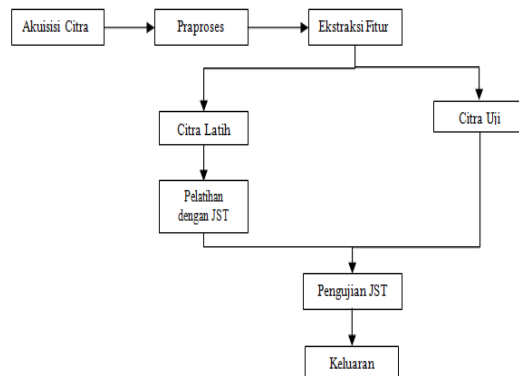 Akuisisi Citra
Praproses
Ekstraksi Fitur
Citra Latih
Citra Uji
Pelatihan
dengan JST
Pengujian JST
Keluaran